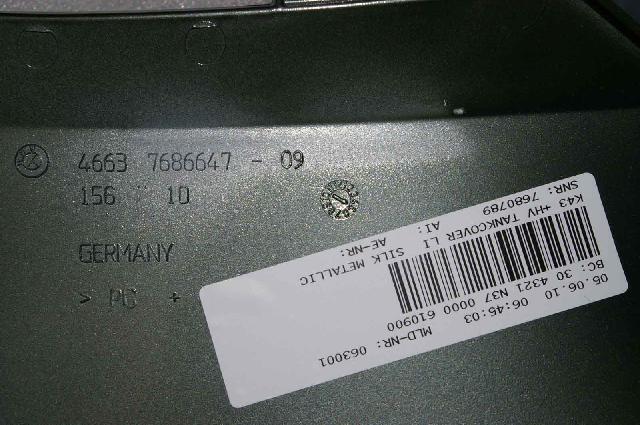 4663 7686647 - 09
156 10
GERMANY
> PC +
05.06.10 06:45:03 MLD-NR: 063001
BC: 30 4321 N37 0000 610900
K43 +HV TANKCOVER LI SILK METALLIC
SNR: 7680789 AI: AE-NR: